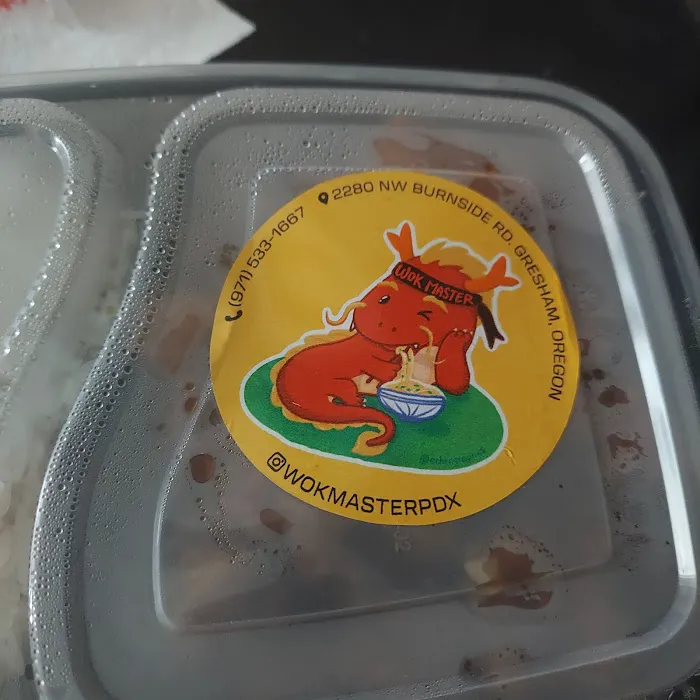 (971) 533-1667
2280 NW BURNSIDE RD. GRESHAM, OREGON
WOK MASTER
@WOKMASTERPDX